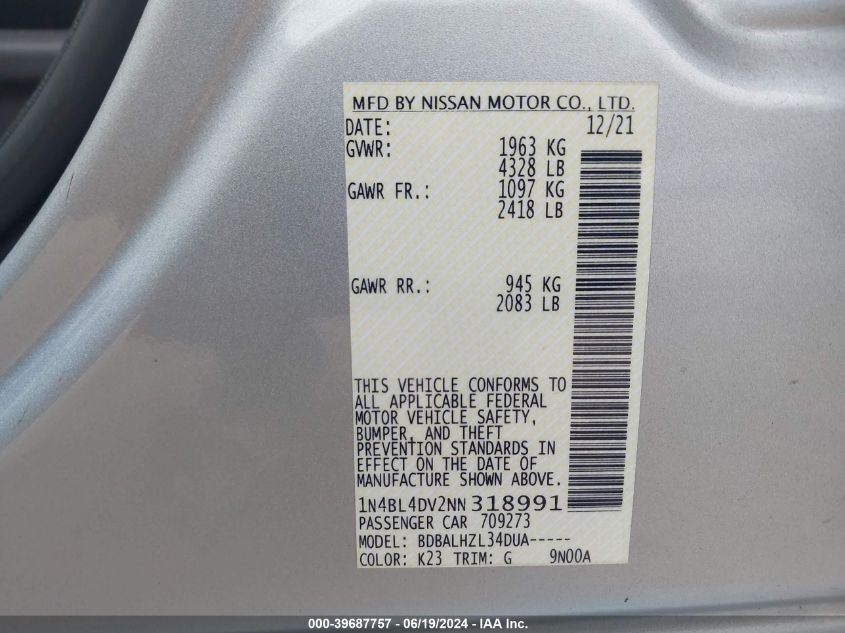 MFD BY NISSAN MOTOR CO., LTD.
DATE: 12/21
GVWR: 1963 KG
4328 LB
GAWR FR.: 1097 KG
2418 LB
GAWR RR.: 945 KG
2083 LB
THIS VEHICLE CONFORMS TO
ALL APPLICABLE FEDERAL
MOTOR VEHICLE SAFETY,
BUMPER, AND THEFT
PREVENTION STANDARDS IN
EFFECT ON THE DATE OF
MANUFACTURE SHOWN ABOVE.
1N4BL4DV2NN318991
PASSENGER CAR 709273
MODEL: BDBALHZL34DUA-----
COLOR: K23 TRIM: G 9N00A
000-39687757 - 06/19/2024 - IAA Inc.